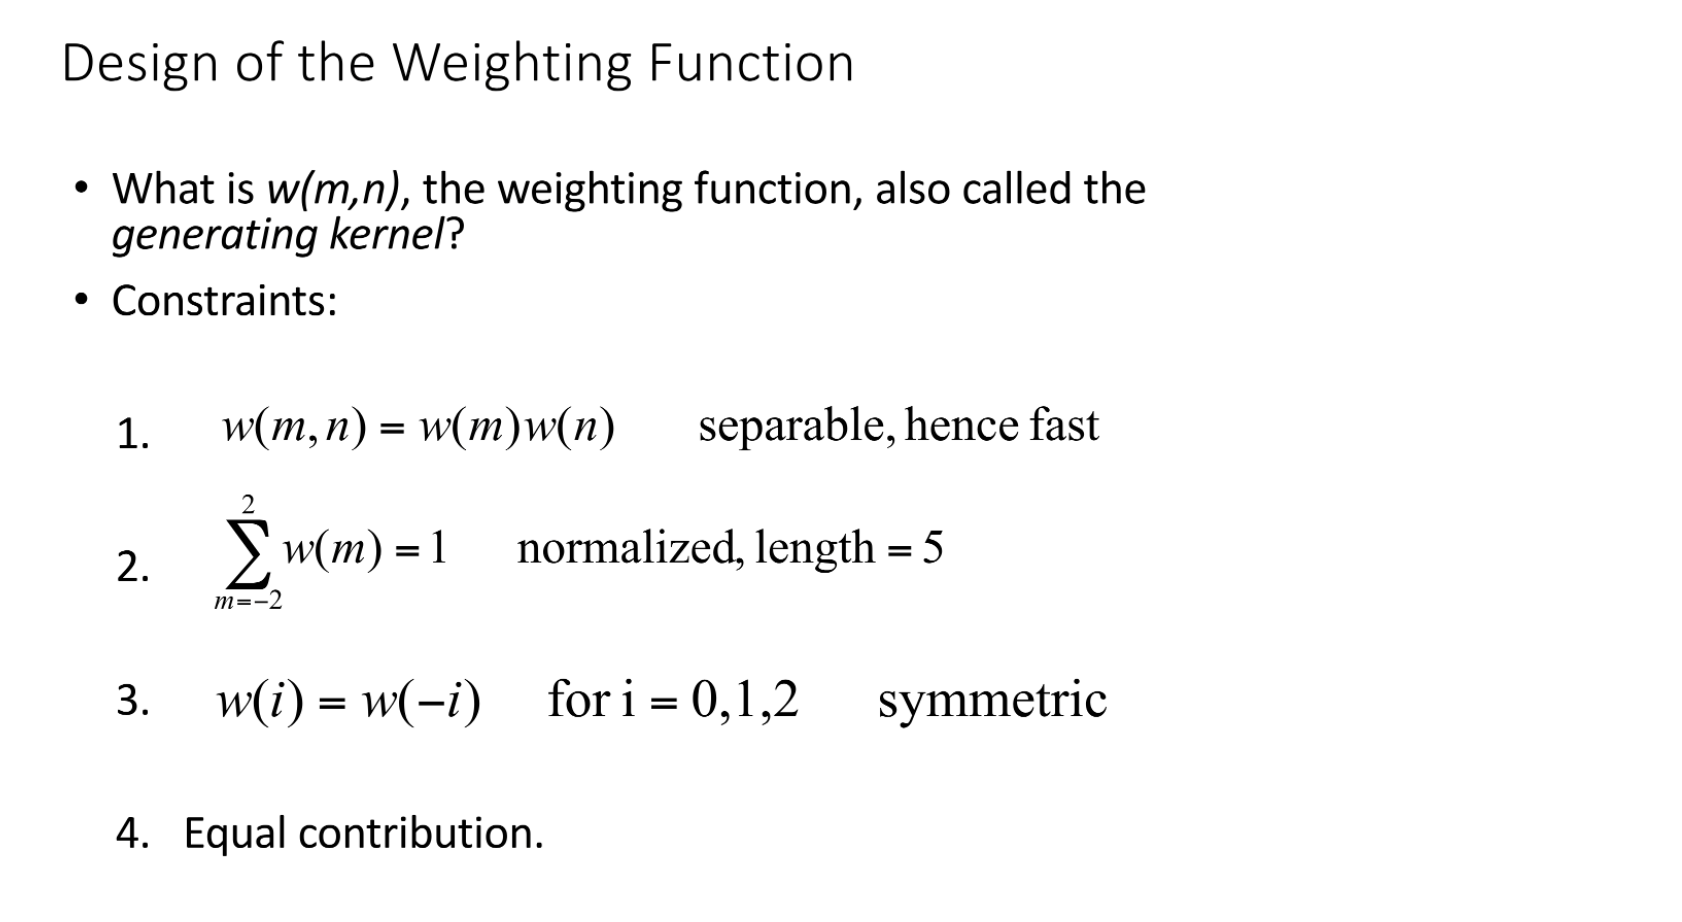 Design of the Weighting Function
• What is w(m,n), the weighting function, also called the
generating kernel?
• Constraints:
1. w(m,n) = w(m)w(n) separable, hence fast
2. \sum_{m=-2}^{2} w(m) = 1 normalized, length = 5
3. w(i) = w(−i) for i = 0,1,2 symmetric
4. Equal contribution.